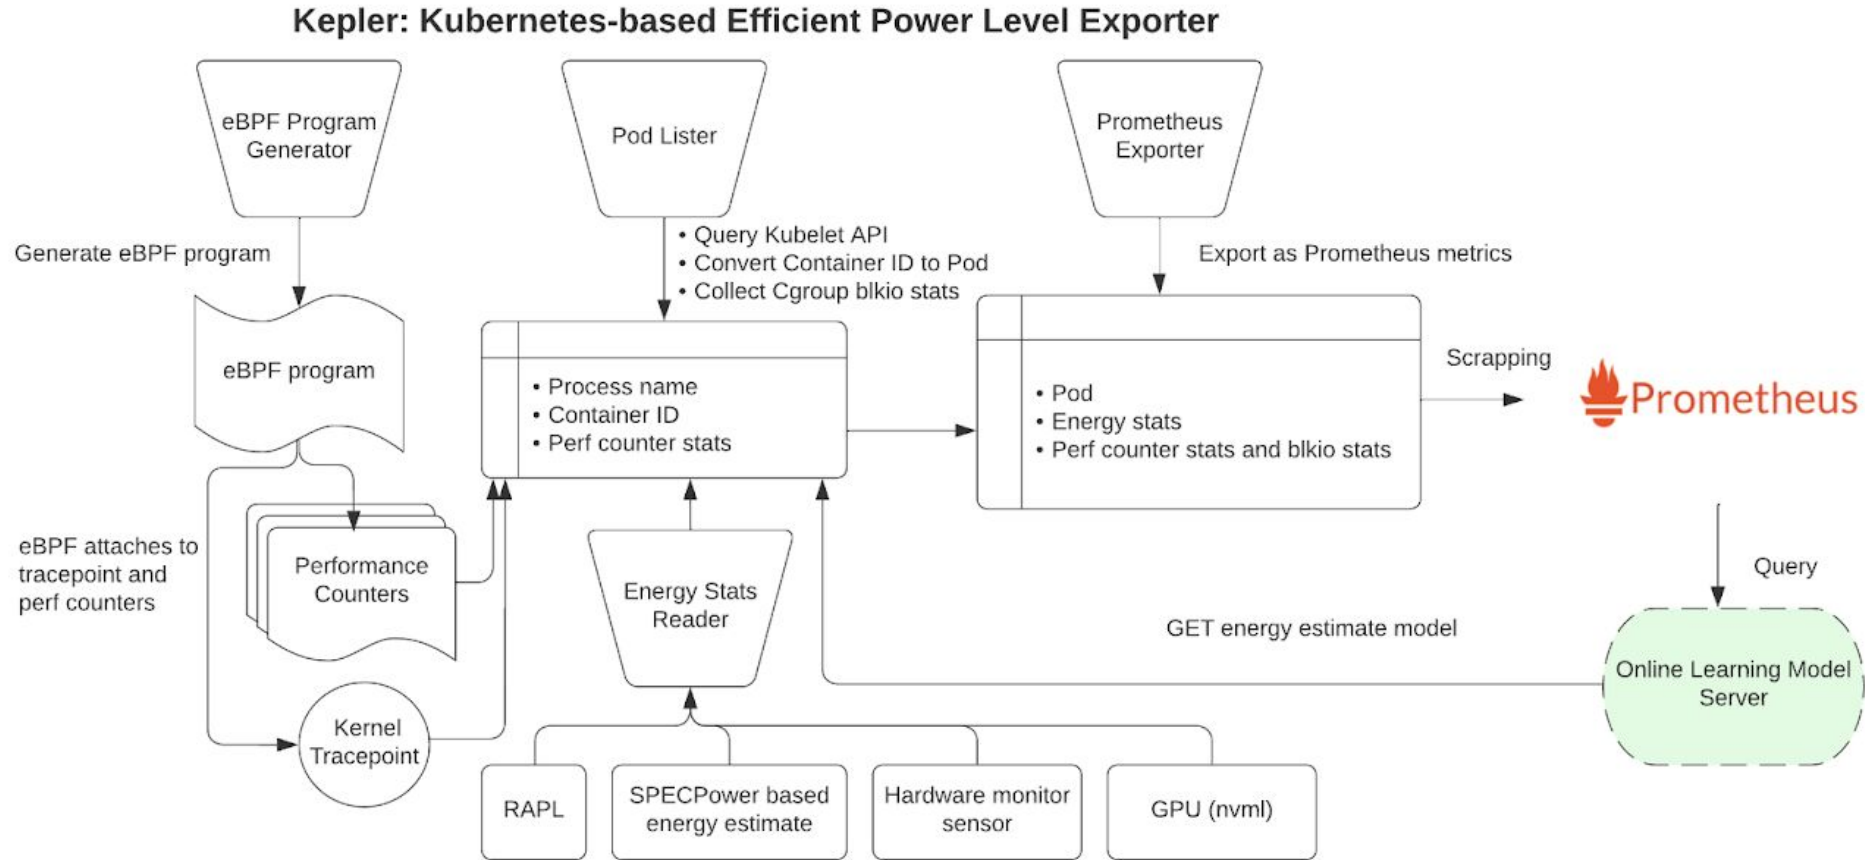 Kepler: Kubernetes-based Efficient Power Level Exporter
eBPF Program
Generator
Pod Lister
Prometheus
Exporter
Generate eBPF program
• Query Kubelet API
• Convert Container ID to Pod
• Collect Cgroup blkio stats
Export as Prometheus metrics
eBPF program
• Process name
• Container ID
• Perf counter stats
• Pod
• Energy stats
• Perf counter stats and blkio stats
Scrapping
Prometheus
eBPF attaches to
tracepoint and
perf counters
Performance
Counters
Energy Stats
Reader
Query
GET energy estimate model
Online Learning Model
Server
Kernel
Tracepoint
RAPL
SPECPower based
energy estimate
Hardware monitor
sensor
GPU (nvml)